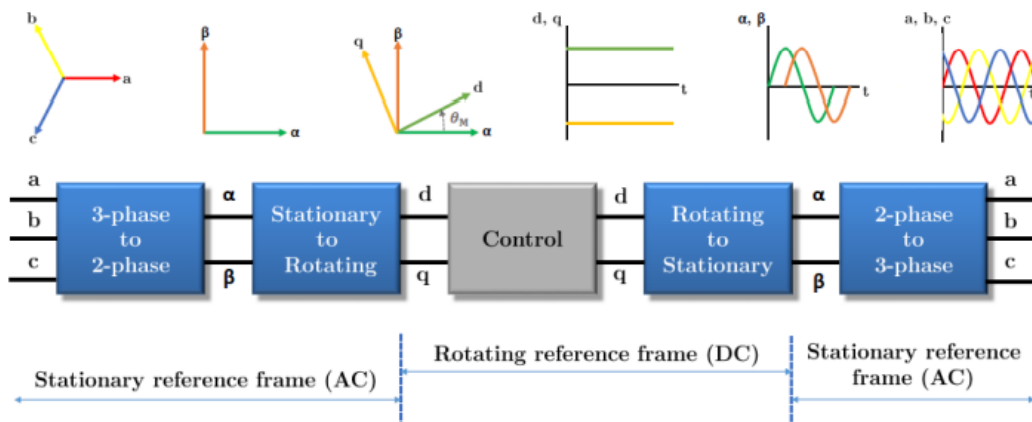 b
a
c
β
α
q
β
d
θ_M
α
d, q
t
α, β
t
a, b, c
t
a
b
c
3-phase
to
2-phase
α
β
Stationary
to
Rotating
d
q
Control
d
q
Rotating
to
Stationary
α
β
2-phase
to
3-phase
a
b
c
Stationary reference frame (AC)
Rotating reference frame (DC)
Stationary reference
frame (AC)